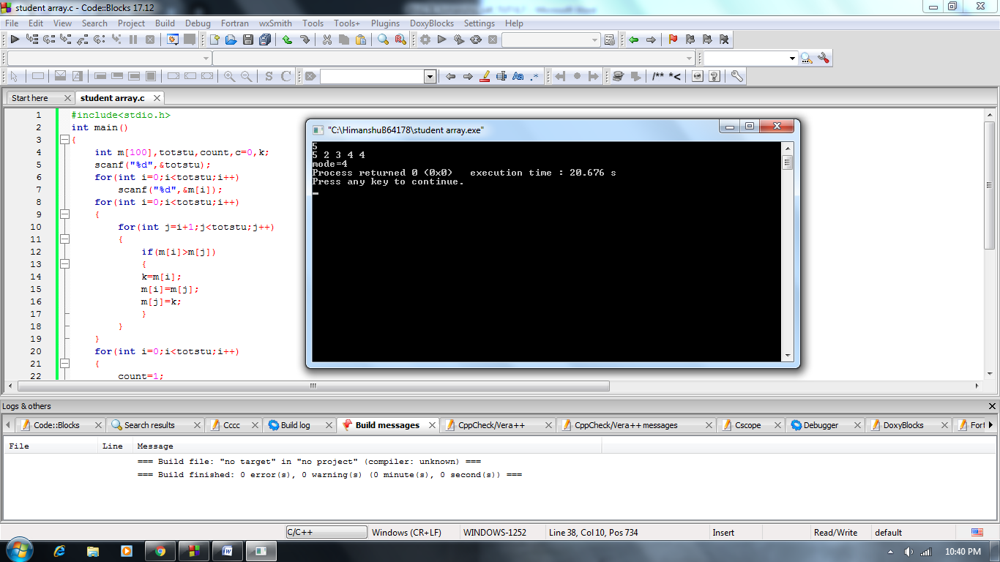 student array.c - Code::Blocks 17.12
File Edit View Search Project Build Debug Fortran wxSmith Tools Tools+ Plugins DoxyBlocks Settings Help
S C
Aa .*
/** *<
Start here student array.c
1 #include<stdio.h>
2 int main()
3 {
4 int m[100],totstu,count,c=0,k;
5 scanf("%d",&totstu);
6 for(int i=0;i<totstu;i++)
7 scanf("%d",&m[i]);
8 for(int i=0;i<totstu;i++)
9 {
10 for(int j=i+1;j<totstu;j++)
11 {
12 if(m[i]>m[j])
13 {
14 k=m[i];
15 m[i]=m[j];
16 m[j]=k;
17 }
18 }
19 }
20 for(int i=0;i<totstu;i++)
21 {
22 count=1;
"C:\HimanshuB64178\student array.exe"
5
5 2 3 4 4
mode=4
Process returned 0 (0x0) execution time : 20.676 s
Press any key to continue.
Logs & others
Code::Blocks Search results Cccc Build log Build messages CppCheck/Vera++ CppCheck/Vera++ messages Cscope Debugger DoxyBlocks Fort
File Line Message
=== Build file: "no target" in "no project" (compiler: unknown) ===
=== Build finished: 0 error(s), 0 warning(s) (0 minute(s), 0 second(s)) ===
C/C++ Windows (CR+LF) WINDOWS-1252 Line 38, Col 10, Pos 734 Insert Read/Write default
10:40 PM